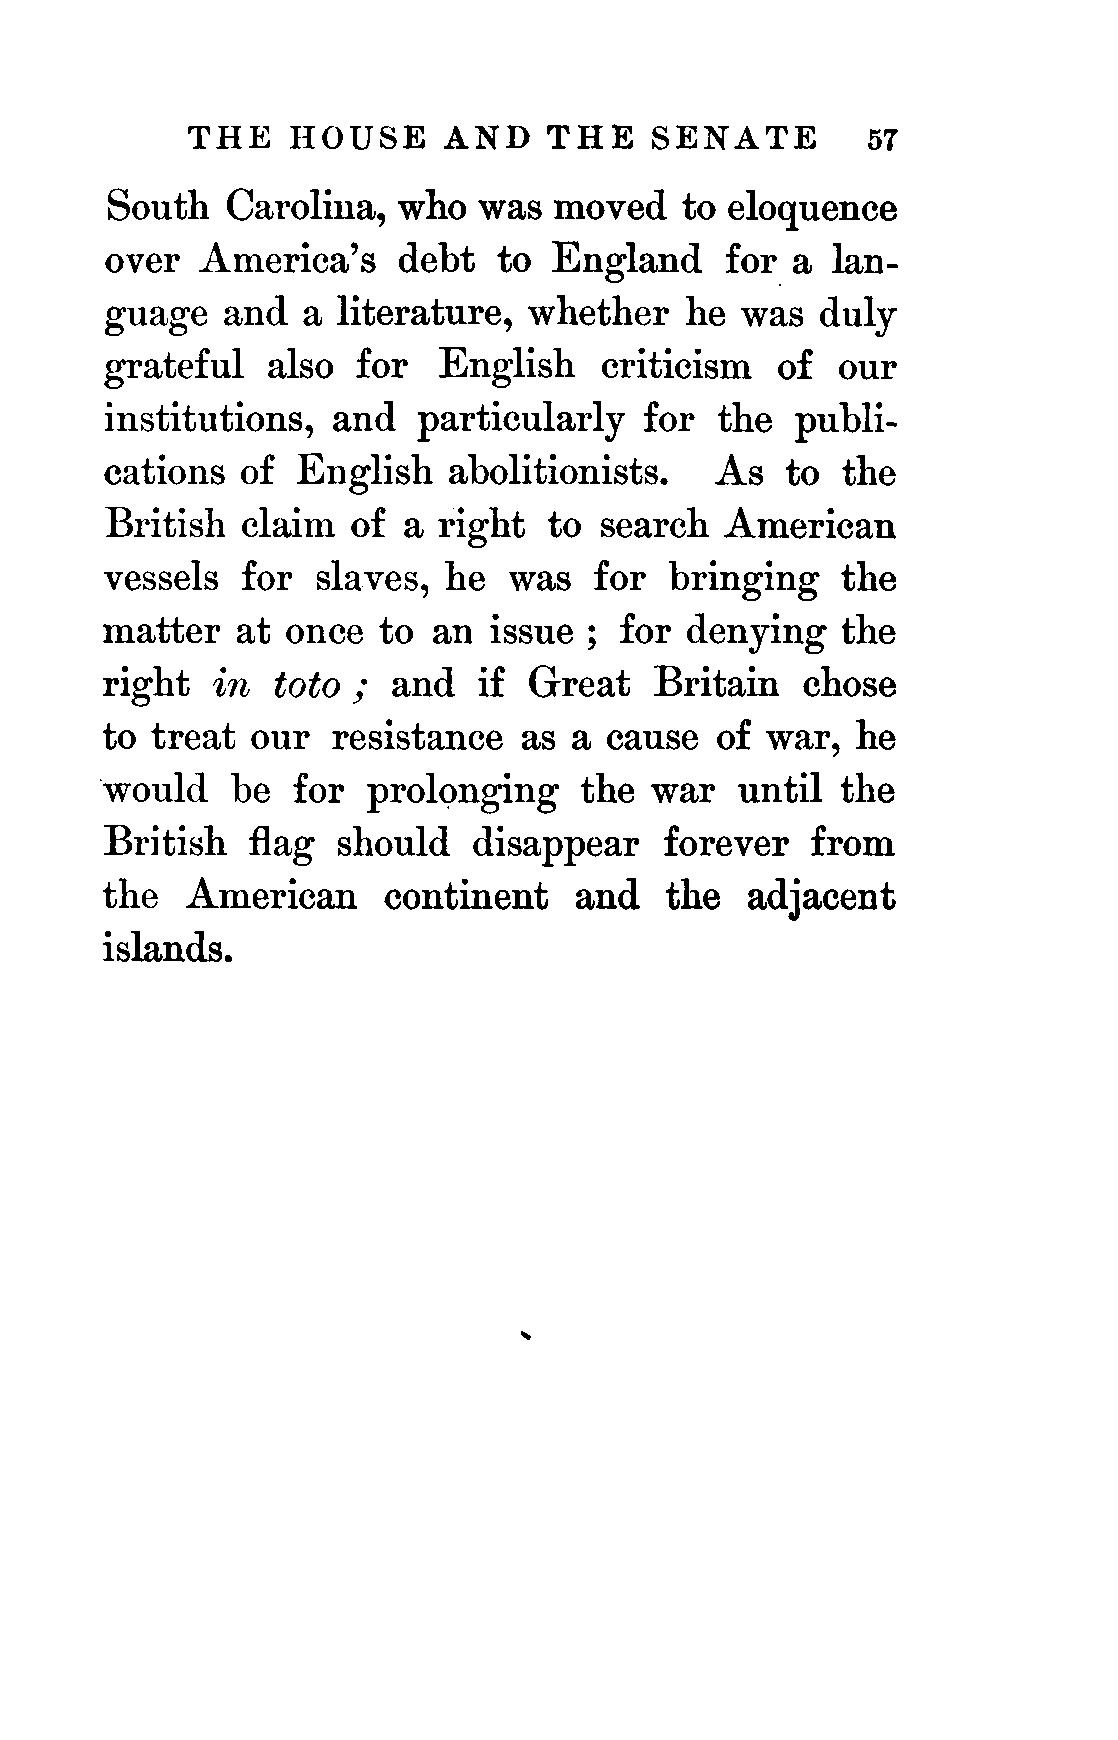 THE HOUSE AND THE SENATE 57
South Carolina, who was moved to eloquence
over America's debt to England for a lan-
guage and a literature, whether he was duly
grateful also for English criticism of our
institutions, and particularly for the publi-
cations of English abolitionists. As to the
British claim of a right to search American
vessels for slaves, he was for bringing the
matter at once to an issue ; for denying the
right in toto ; and if Great Britain chose
to treat our resistance as a cause of war, he
would be for prolonging the war until the
British flag should disappear forever from
the American continent and the adjacent
islands.